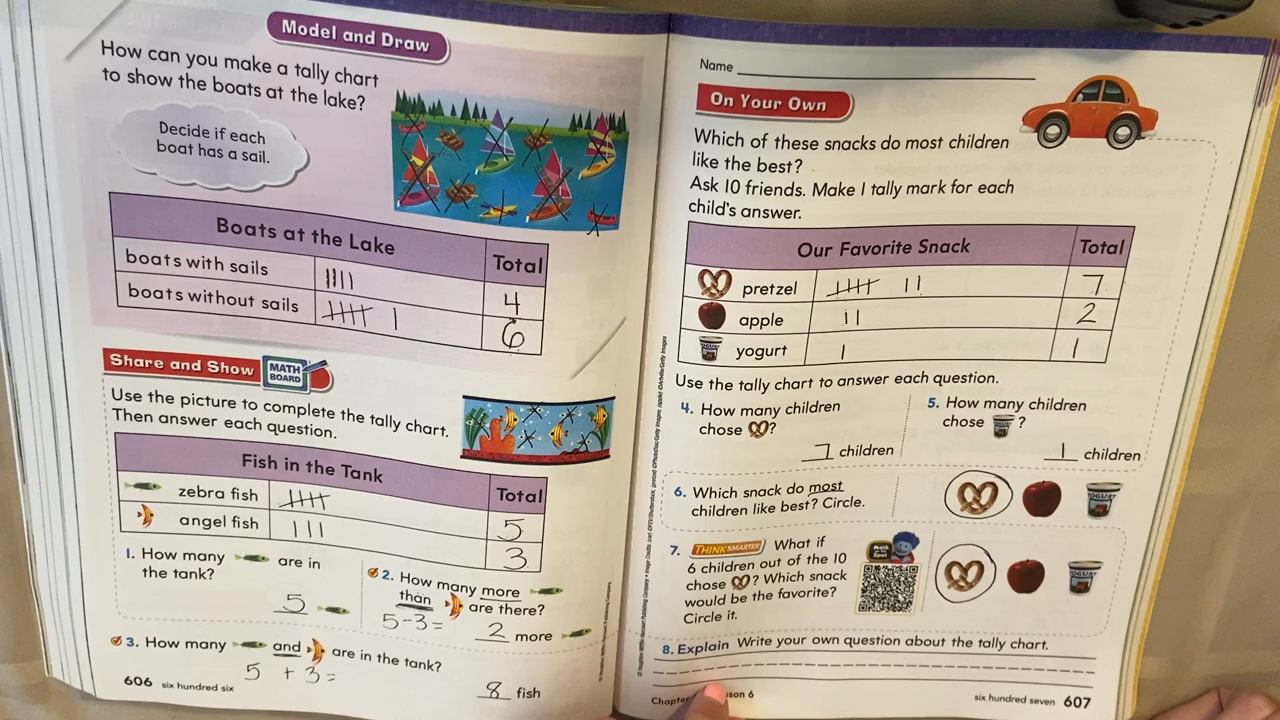 Model and Draw
How can you make a tally chart
to show the boats at the lake?
Decide if each
boat has a sail.
Boats at the Lake
Total
boats with sails
4
boats without sails
6
Share and Show
MATH
BOARD
Use the picture to complete the tally chart.
Then answer each question.
Fish in the Tank
Total
zebra fish
5
angel fish
3
1. How many are in
the tank?
5
2. How many more
than are there?
5-3=
2 more
3. How many and are in the tank?
5 + 3 =
8 fish
606 six hundred six
Name
On Your Own
Which of these snacks do most children
like the best?
Ask 10 friends. Make 1 tally mark for each
child's answer.
Our Favorite Snack
Total
pretzel
7
apple
2
YOGURT
yogurt
1
Use the tally chart to answer each question.
4. How many children
chose ?
7 children
5. How many children
chose ?
1 children
6. Which snack do most
children like best? Circle.
YOGURT
7. THINK SMARTER What if
6 children out of the 10
chose ? Which snack
would be the favorite?
Circle it.
Math
on the
Spot
YOGURT
8. Explain Write your own question about the tally chart.
Chapter
son 6
six hundred seven 607